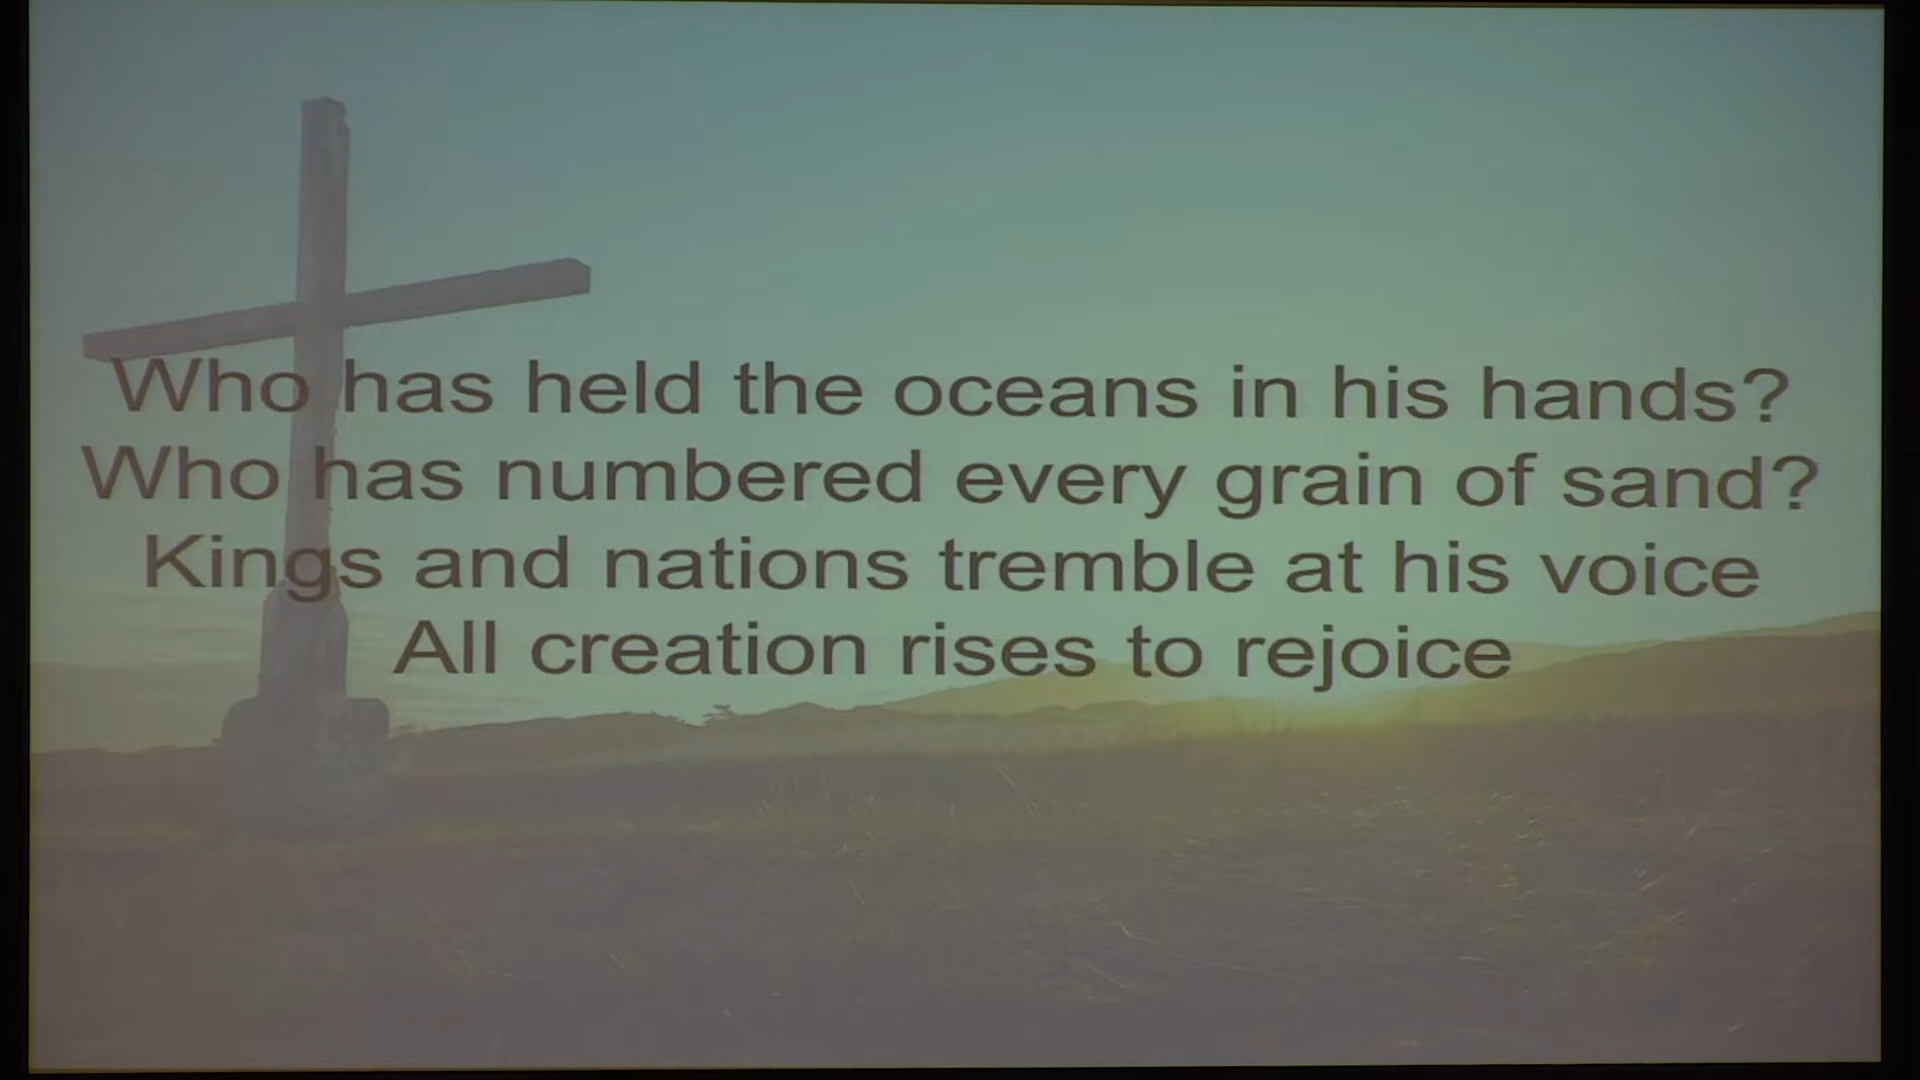 Who has held the oceans in his hands?
Who has numbered every grain of sand?
Kings and nations tremble at his voice
All creation rises to rejoice